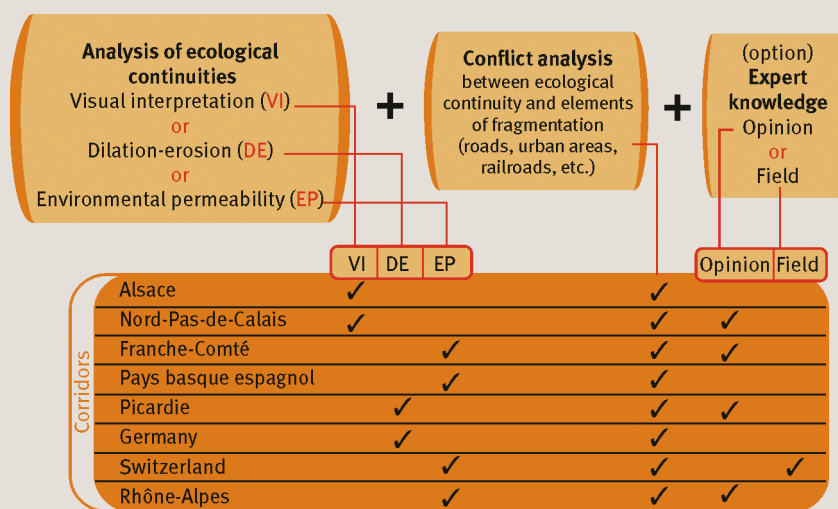 Analysis of ecological
continuities
Visual interpretation (VI)
or
Dilation-erosion (DE)
or
Environmental permeability (EP)
+
Conflict analysis
between ecological
continuity and elements
of fragmentation
(roads, urban areas,
railroads, etc.)
+
(option)
Expert
knowledge
Opinion
or
Field
VI DE EP Opinion Field
Corridors
Alsace ✓ ✓
Nord-Pas-de-Calais ✓ ✓ ✓
Franche-Comté ✓ ✓ ✓
Pays basque espagnol ✓ ✓
Picardie ✓ ✓ ✓
Germany ✓ ✓
Switzerland ✓ ✓ ✓
Rhône-Alpes ✓ ✓ ✓